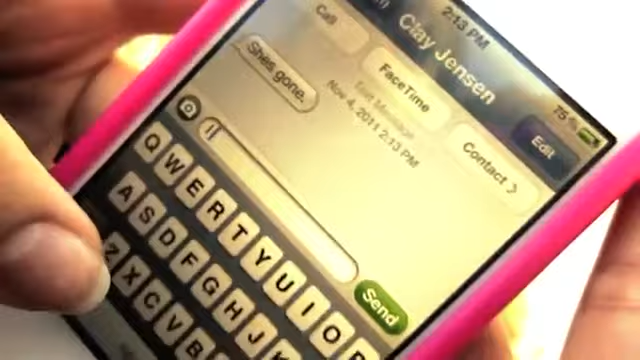 2:13 PM
75%
Clay Jensen
Edit
Call
FaceTime
Contact >
Text Message
Nov 4, 2011 2:13 PM
Shes gone.
I
Send
Q W E R T Y U I O P
A S D F G H J K
Z X C V B